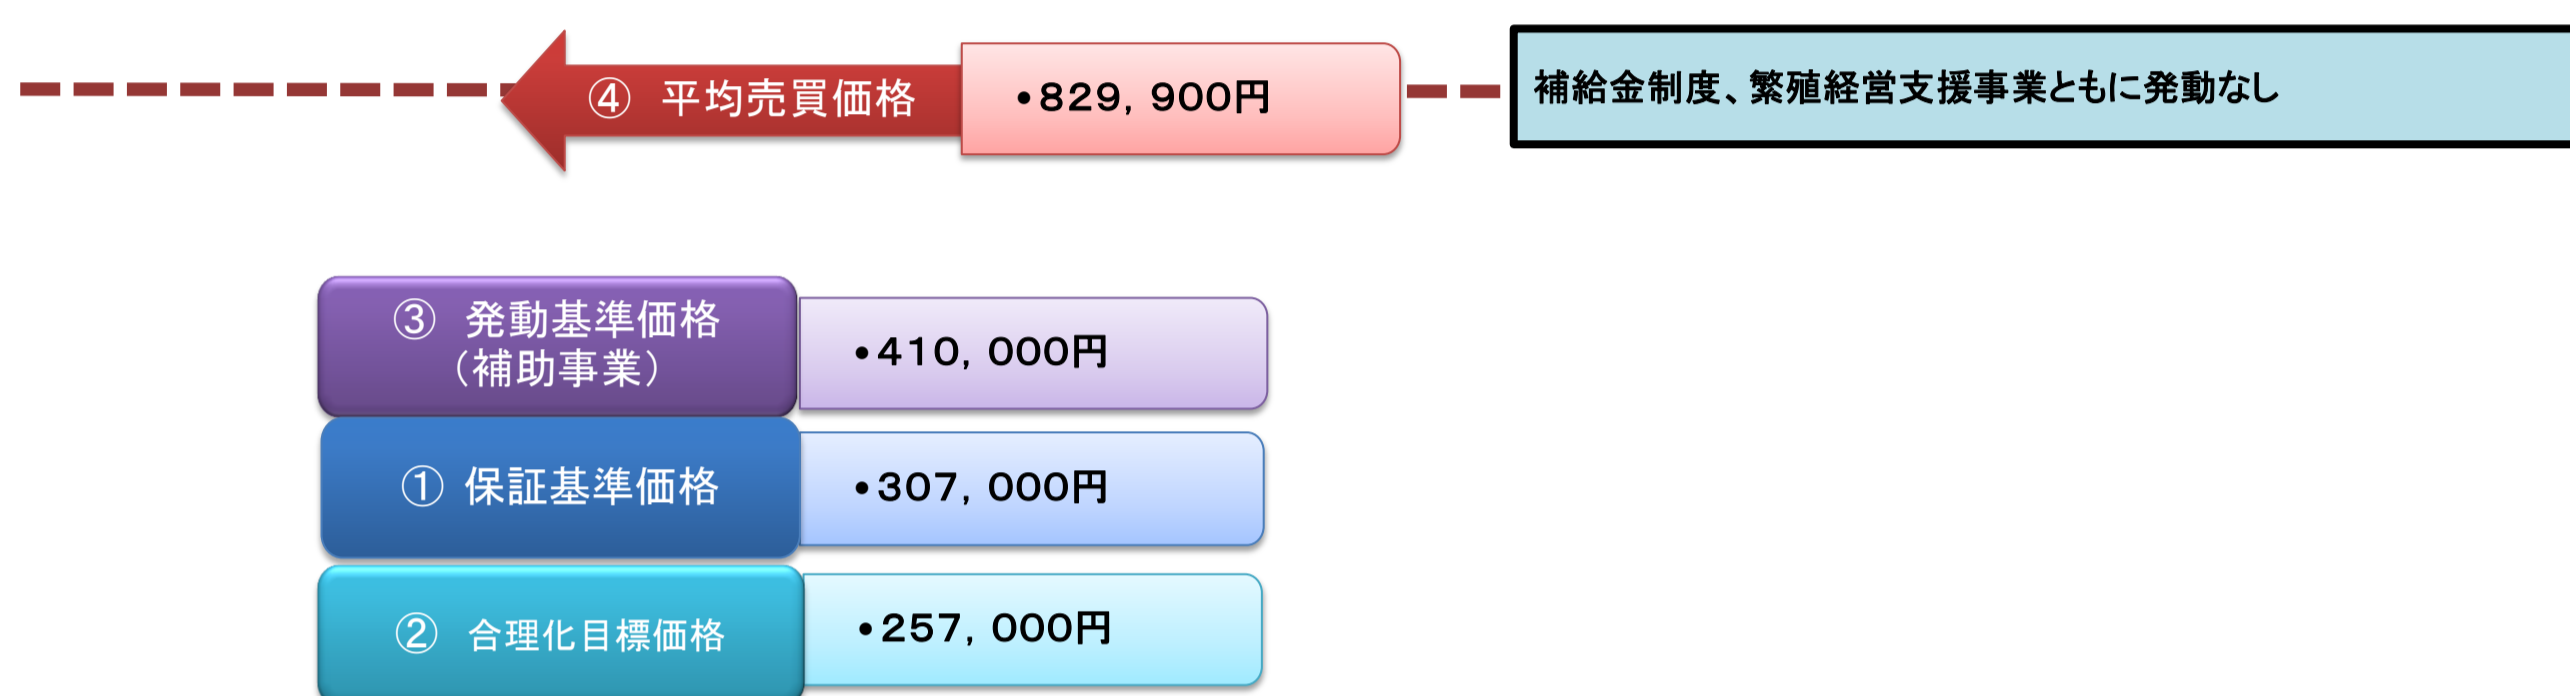 ④ 平均売買価格
•829, 900円
補給金制度、繁殖経営支援事業ともに発動なし
③ 発動基準価格
（補助事業）
•410, 000円
① 保証基準価格
•307, 000円
② 合理化目標価格
•257, 000円